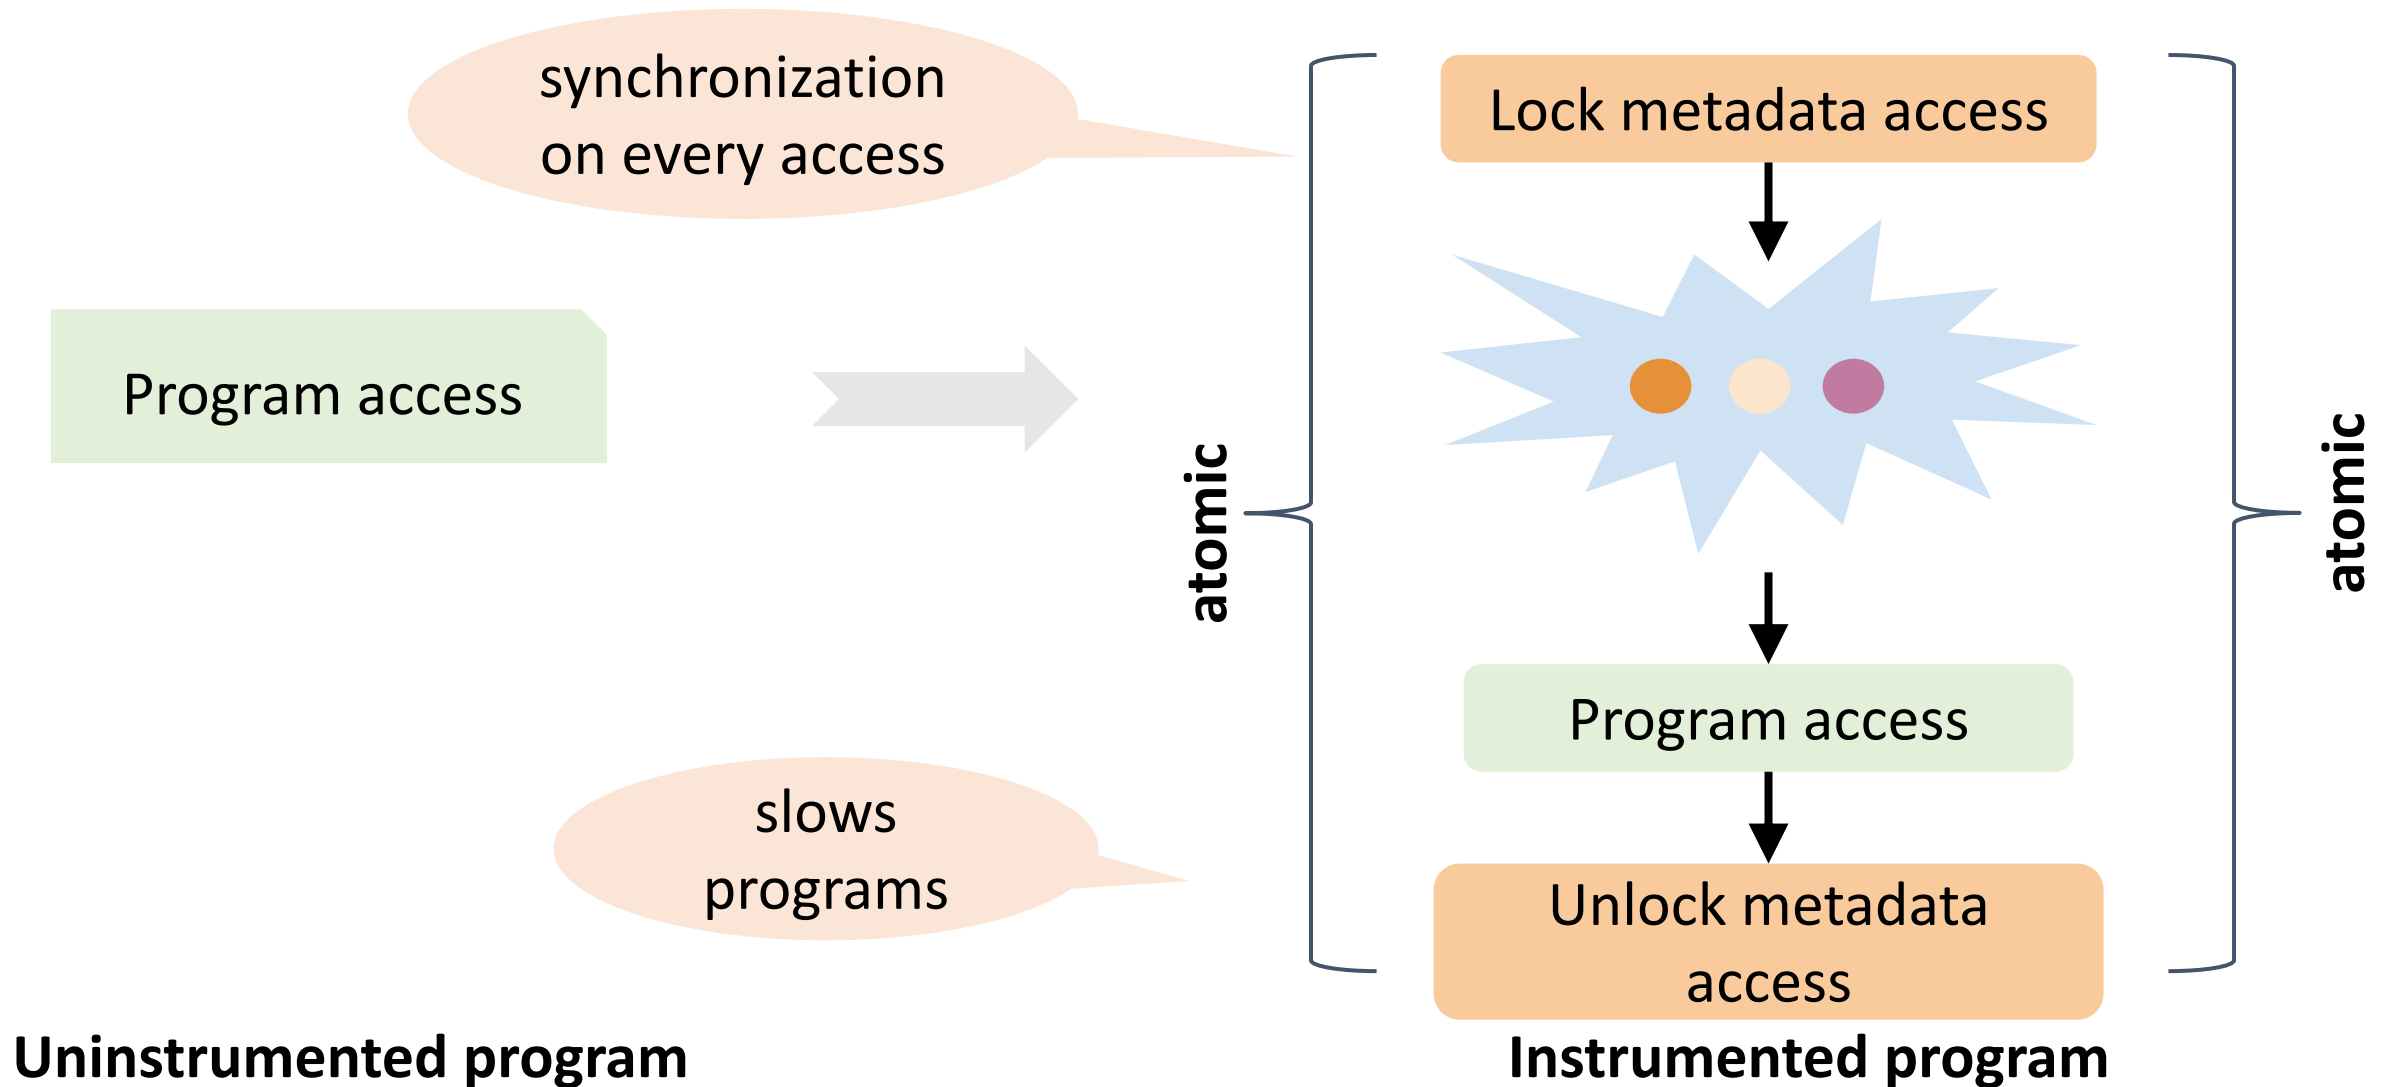 synchronization
on every access
Program access
slows
programs
Uninstrumented program
atomic
Lock metadata access
Program access
Unlock metadata
access
atomic
Instrumented program